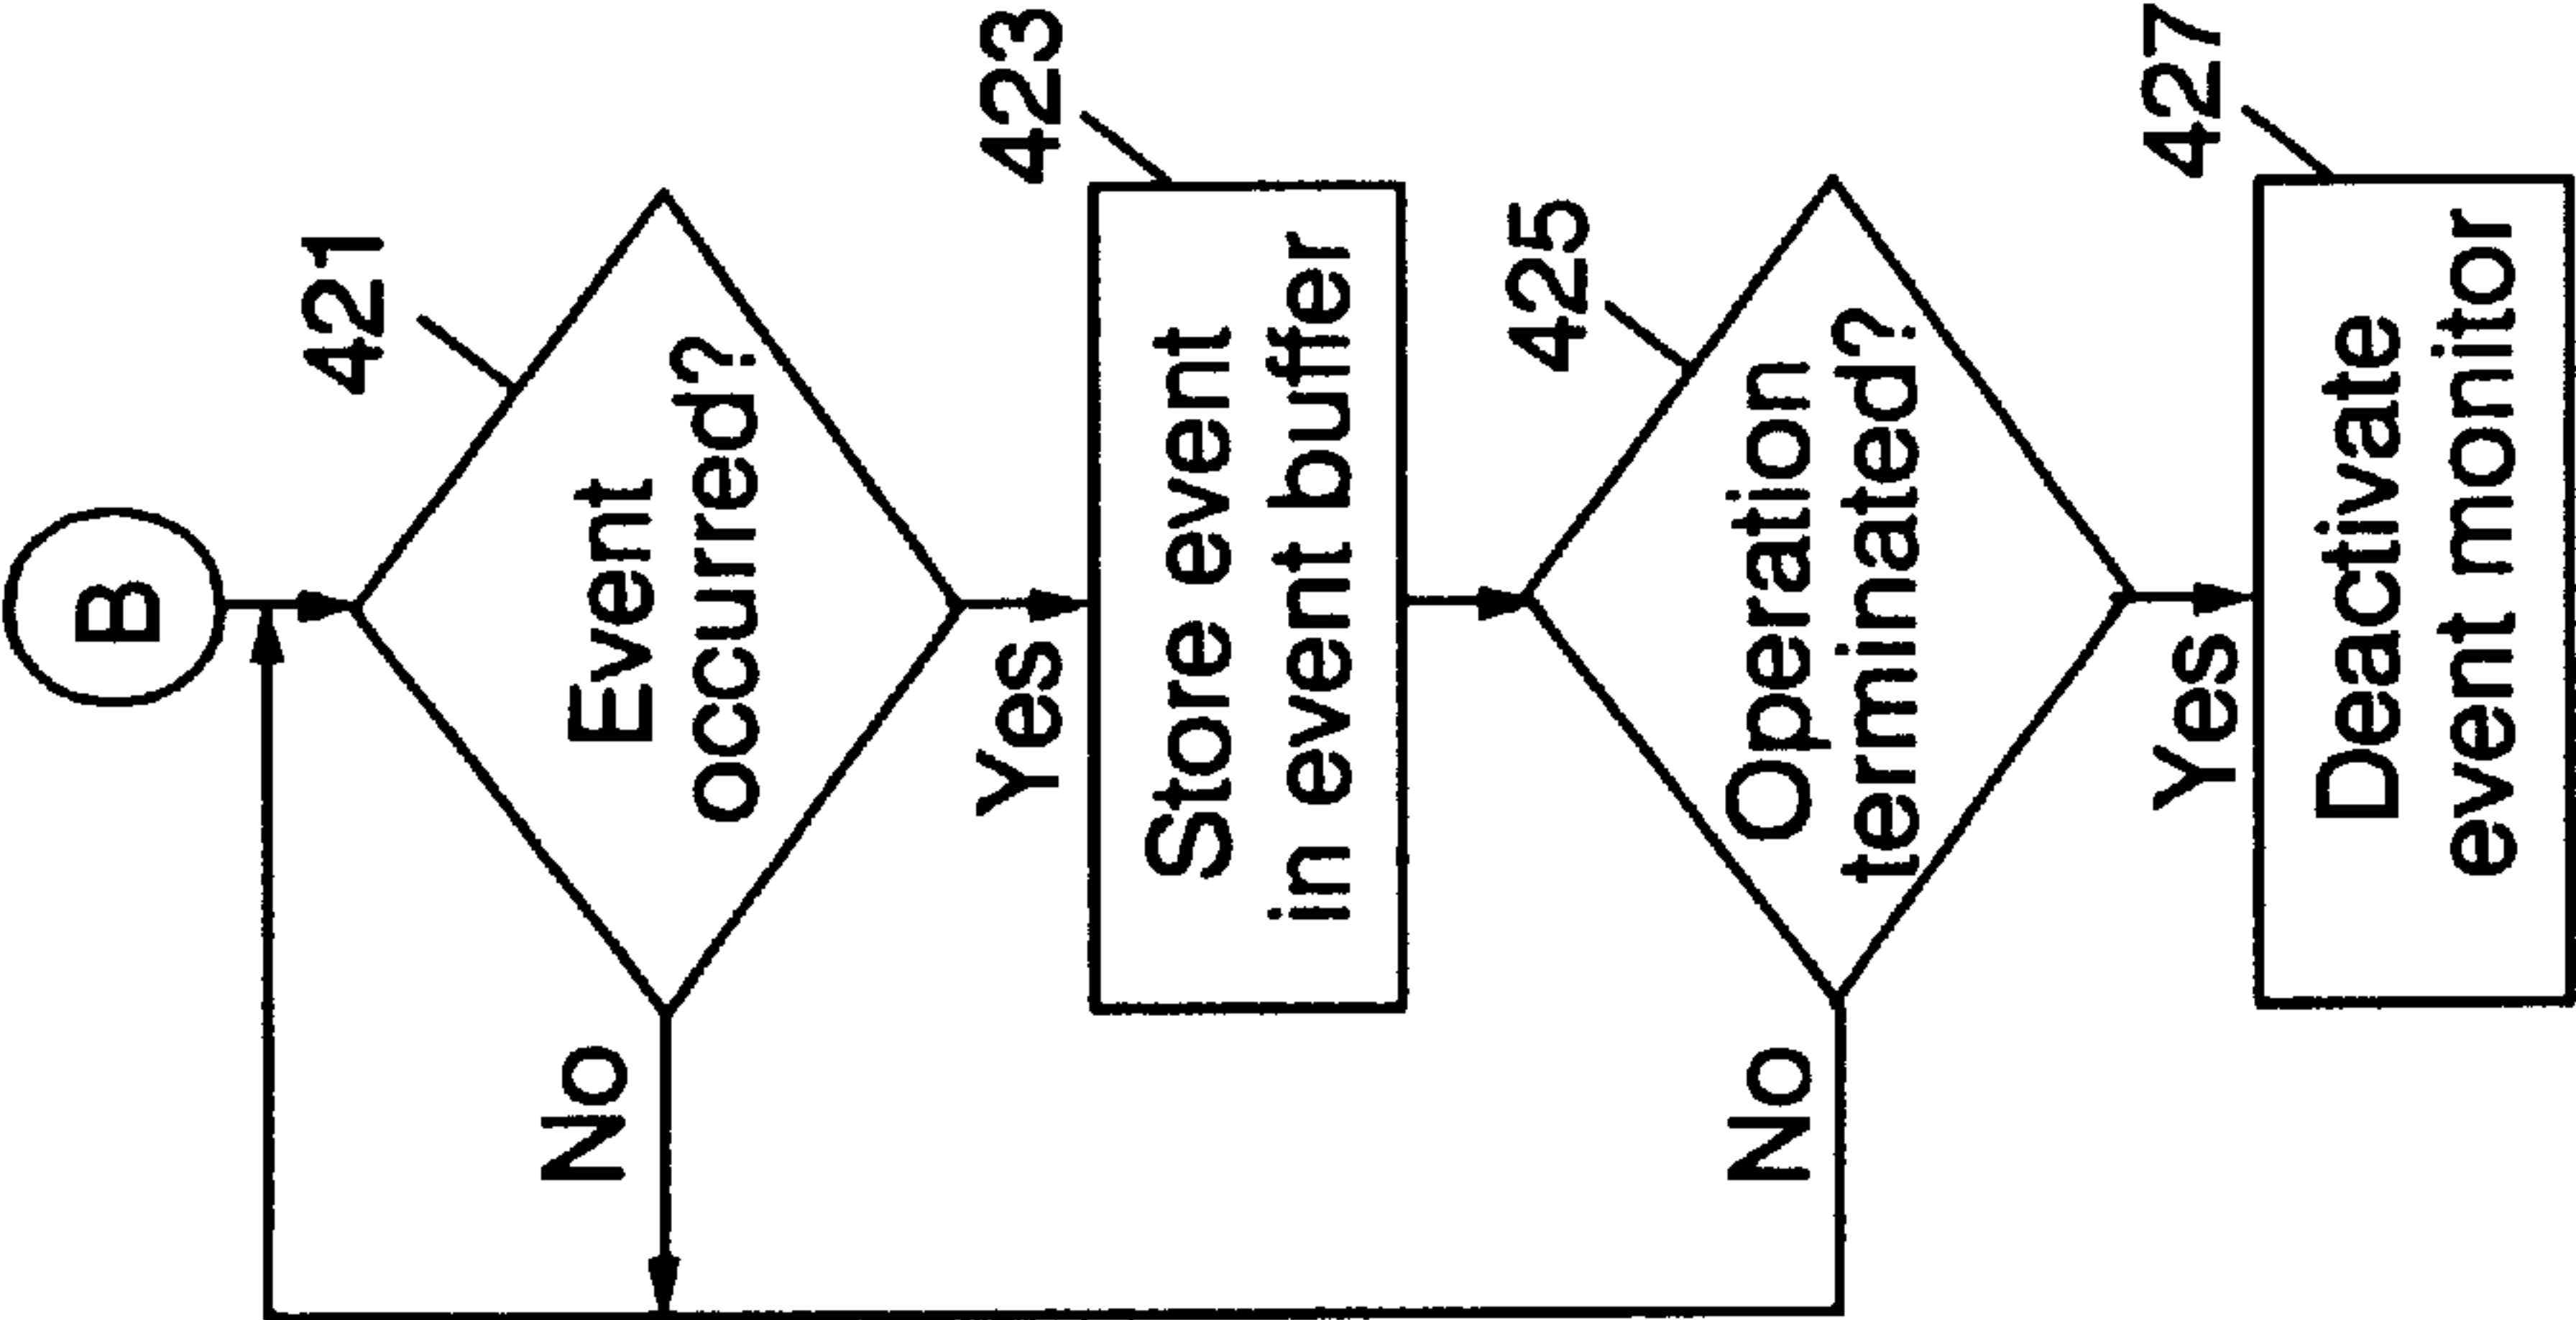 B
421
Event
occurred?
No
Yes
423
Store event
in event buffer
425
Operation
terminated?
No
Yes
427
Deactivate
event monitor